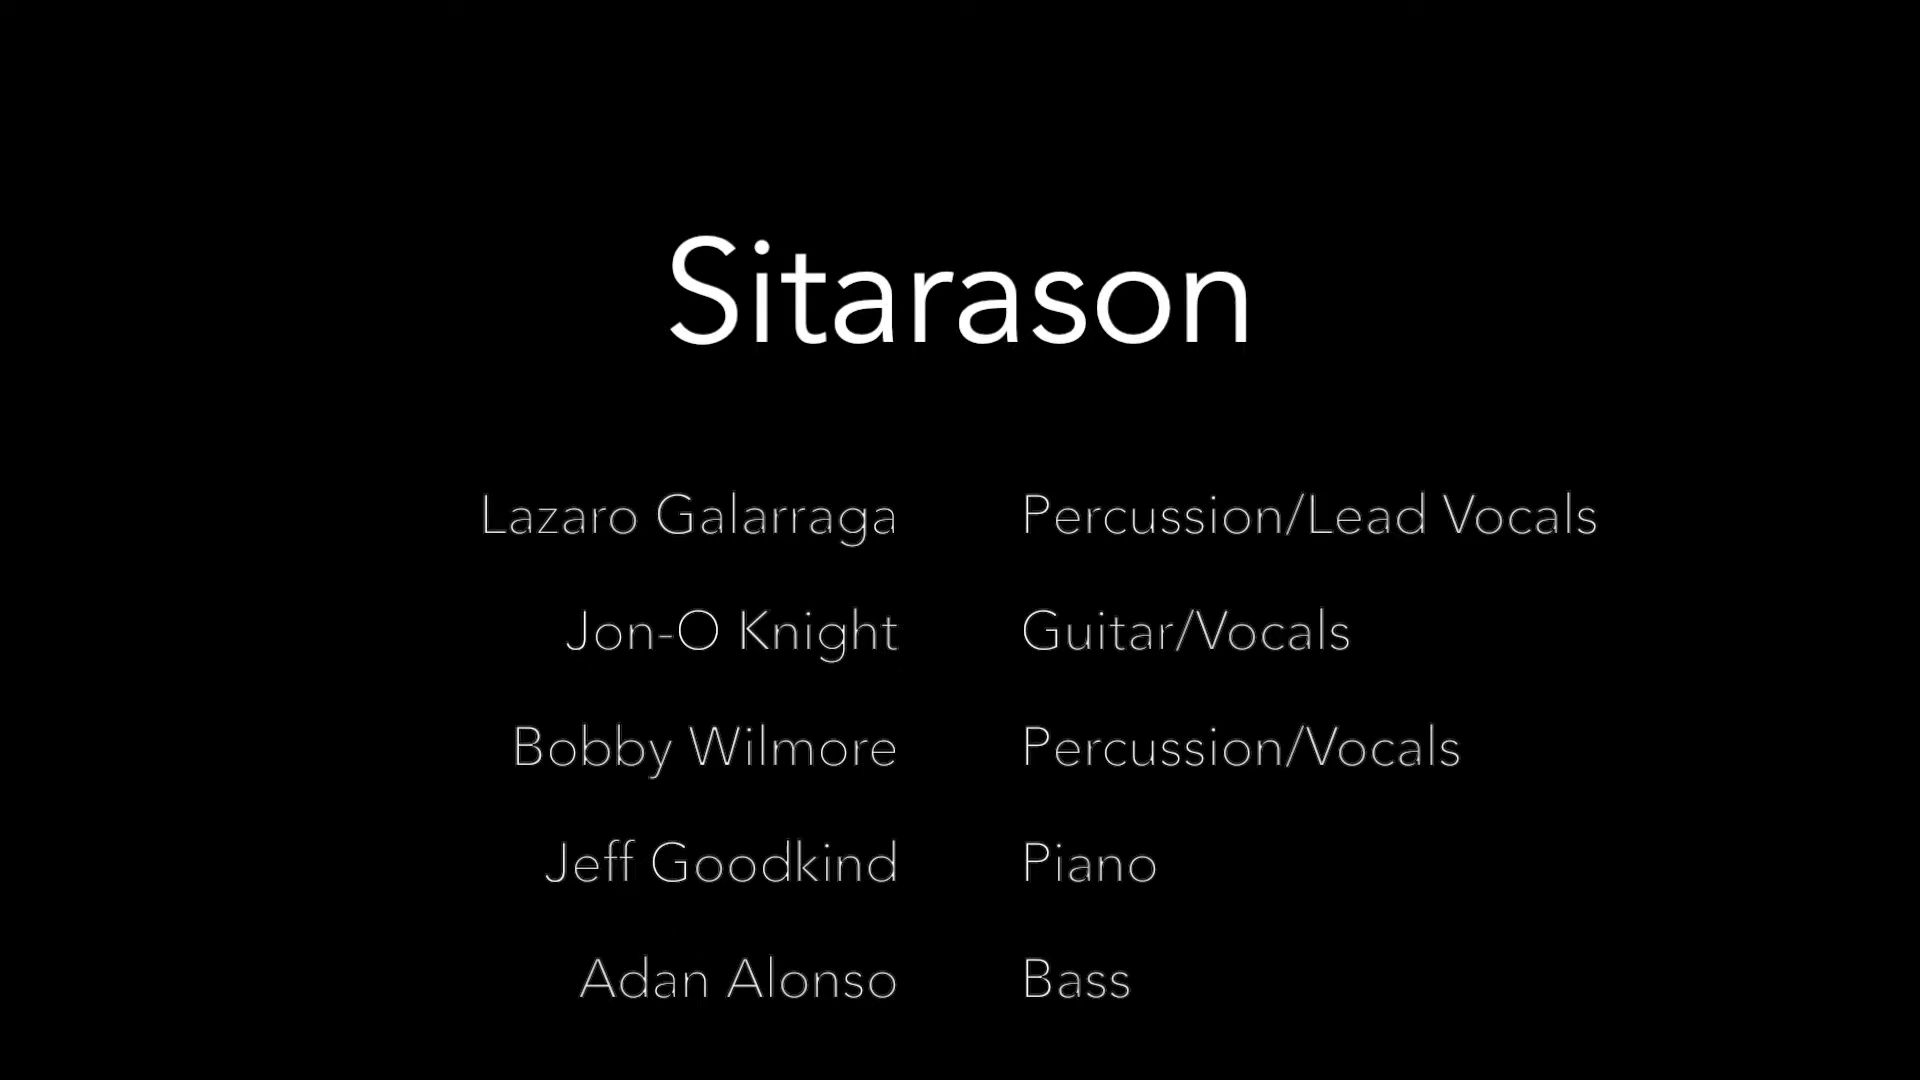 Sitarason
Lazaro Galarraga Percussion/Lead Vocals
Jon-O Knight Guitar/Vocals
Bobby Wilmore Percussion/Vocals
Jeff Goodkind Piano
Adan Alonso Bass